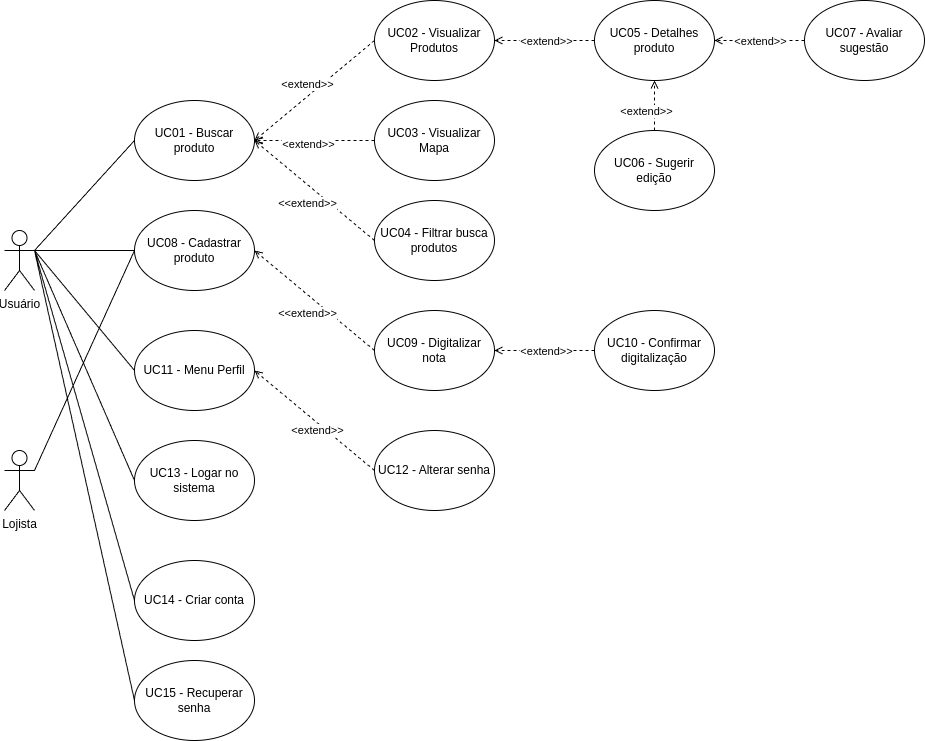 UC02 - Visualizar
Produtos
<extend>>
UC05 - Detalhes
produto
<extend>>
UC07 - Avaliar
sugestão
<extend>>
<extend>>
UC01 - Buscar
produto
<extend>>
UC03 - Visualizar
Mapa
UC06 - Sugerir
edição
<<extend>>
UC04 - Filtrar busca
produtos
UC08 - Cadastrar
produto
Usuário
<<extend>>
UC09 - Digitalizar
nota
<extend>>
UC10 - Confirmar
digitalização
UC11 - Menu Perfil
<extend>>
UC12 - Alterar senha
UC13 - Logar no
sistema
Lojista
UC14 - Criar conta
UC15 - Recuperar
senha